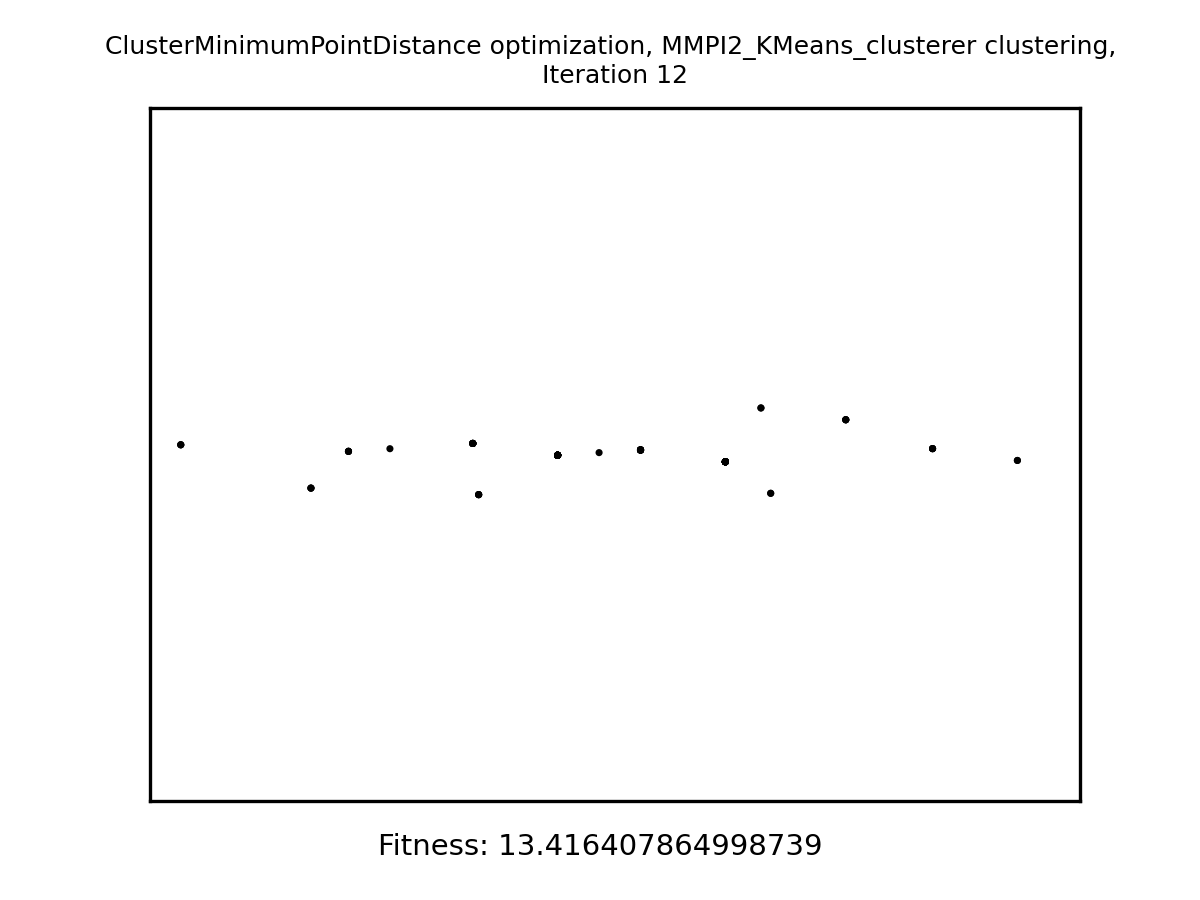 ClusterMinimumPointDistance optimization, MMPI2_KMeans_clusterer clustering,
Iteration 12
Fitness: 13.416407864998739